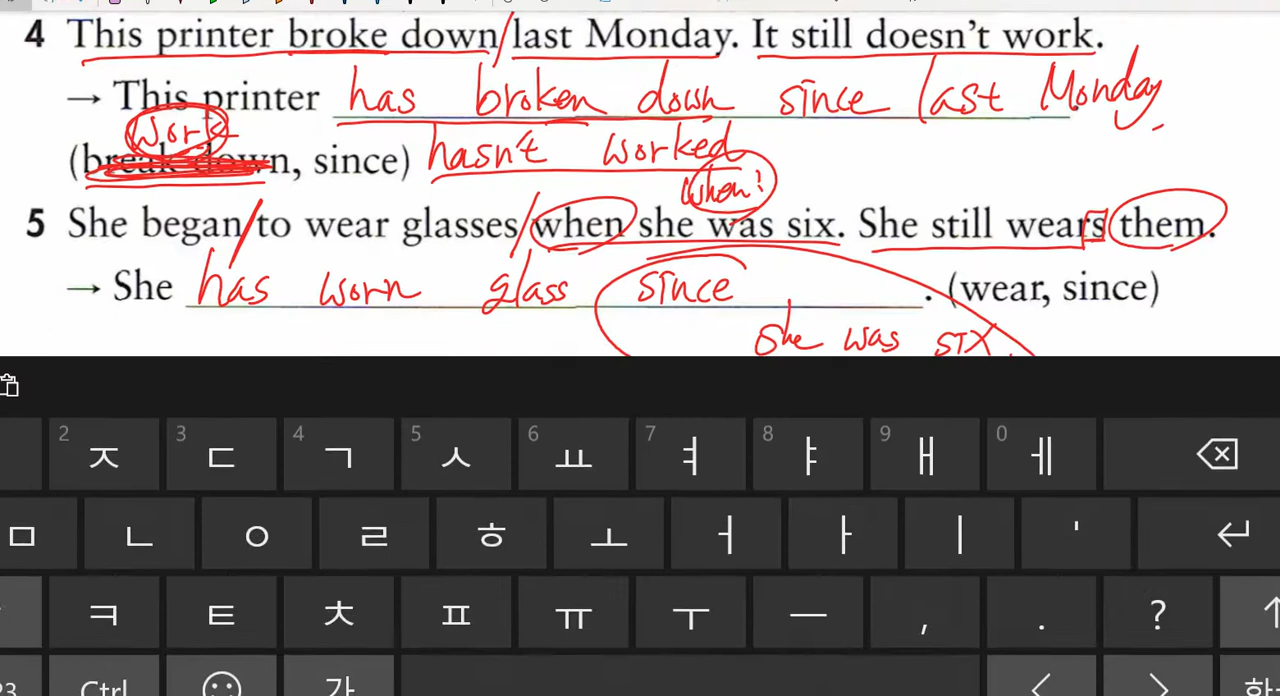 4 This printer broke down/last Monday. It still doesn't work.
→ This printer has broken down since last Monday.
work
(break down, since) hasn't worked
when?
5 She began/to wear glasses/when she was six. She still wears them.
→ She has worn glass since . (wear, since)
she was six.
2 3 4 5 6 7 8 9 0
ㅈ ㄷ ㄱ ㅅ ㅛ ㅕ ㅑ ㅐ ㅔ
ㅁ ㄴ ㅇ ㄹ ㅎ ㅗ ㅓ ㅏ ㅣ '
ㅋ ㅌ ㅊ ㅍ ㅠ ㅜ ㅡ , . ?
Ctrl 가 < >